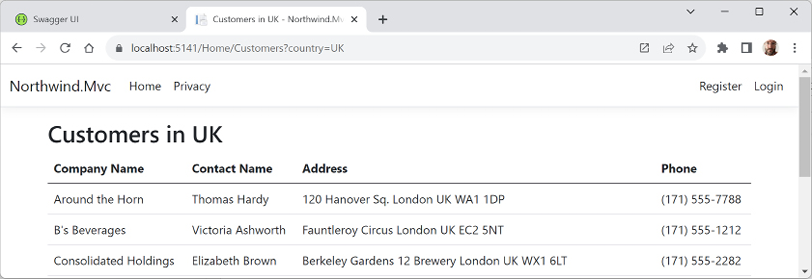 Swagger UI
Customers in UK - Northwind.Mv
localhost:5141/Home/Customers?country=UK
Northwind.Mvc Home Privacy Register Login
Customers in UK
Company Name Contact Name Address Phone
Around the Horn Thomas Hardy 120 Hanover Sq. London UK WA1 1DP (171) 555-7788
B's Beverages Victoria Ashworth Fauntleroy Circus London UK EC2 5NT (171) 555-1212
Consolidated Holdings Elizabeth Brown Berkeley Gardens 12 Brewery London UK WX1 6LT (171) 555-2282